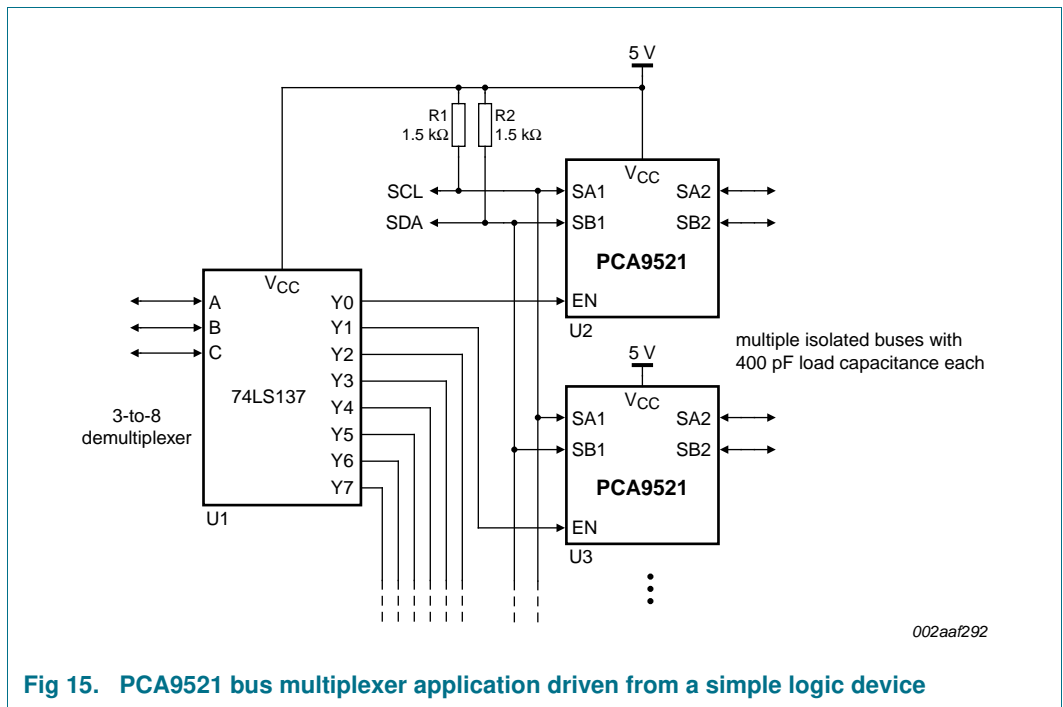 5 V
R1
1.5 kΩ
R2
1.5 kΩ
VCC
SCL
SA1
SA2
SDA
SB1
SB2
PCA9521
EN
U2
VCC
A
Y0
B
Y1
C
Y2
74LS137
Y3
Y4
Y5
Y6
Y7
3-to-8
demultiplexer
U1
multiple isolated buses with
400 pF load capacitance each
5 V
VCC
SA1
SA2
SB1
SB2
PCA9521
EN
U3
002aaf292
Fig 15. PCA9521 bus multiplexer application driven from a simple logic device